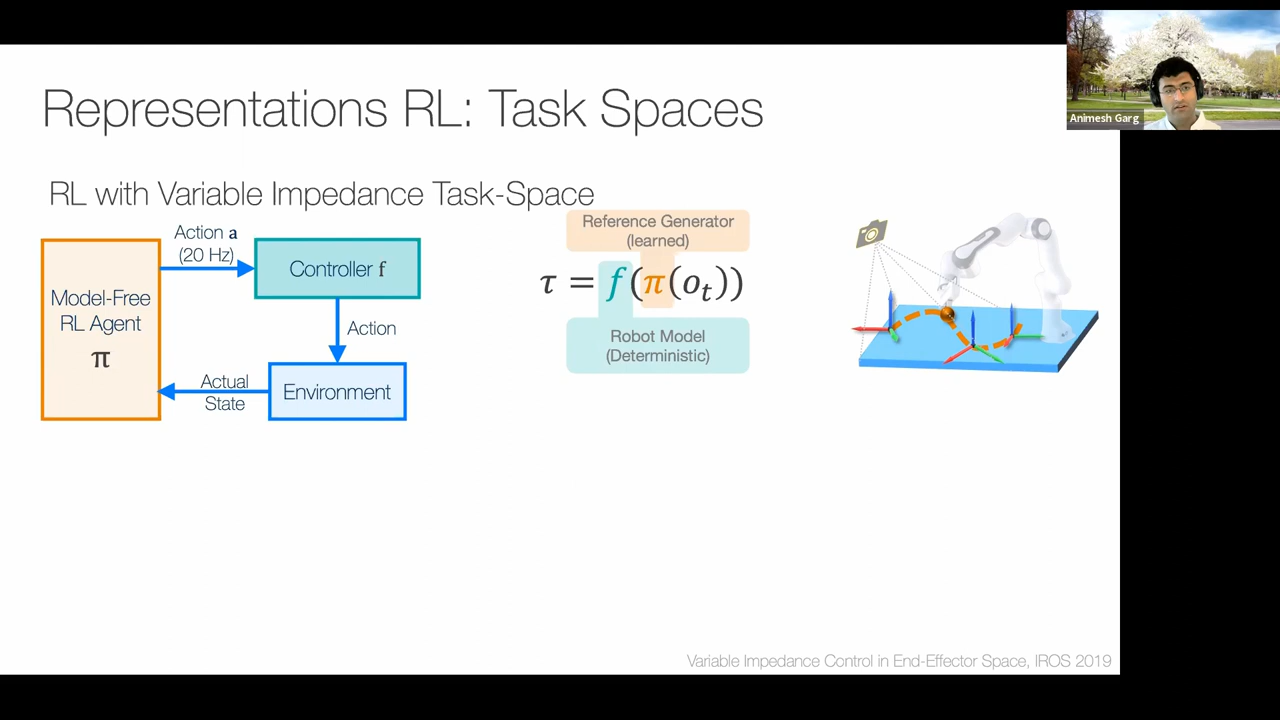 Representations RL: Task Spaces
Animesh Garg
RL with Variable Impedance Task-Space
Action a
(20 Hz)
Controller f
Model-Free
RL Agent
π
Action
Actual
State
Environment
Reference Generator
(learned)
τ = f(π(oₜ))
Robot Model
(Deterministic)
Variable Impedance Control in End-Effector Space, IROS 2019